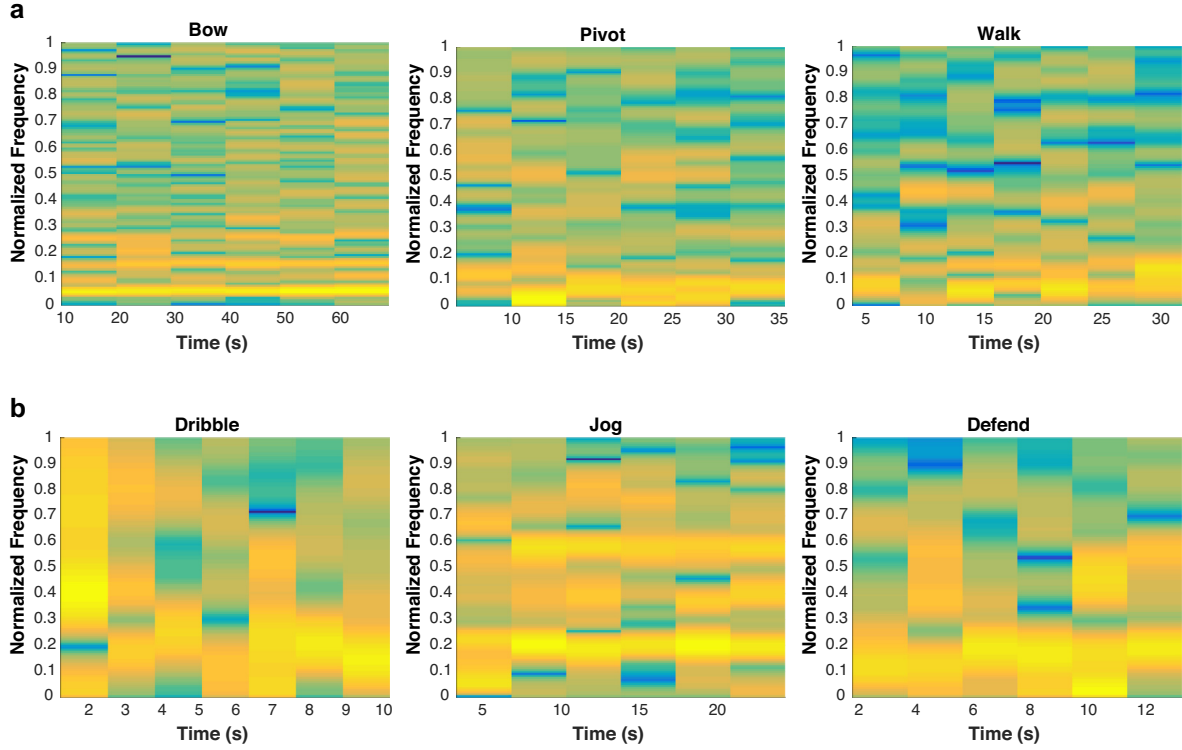 a
Bow
Pivot
Walk
Normalized Frequency
1
0.9
0.8
0.7
0.6
0.5
0.4
0.3
0.2
0.1
0
10 20 30 40 50 60
Time (s)
Normalized Frequency
1
0.9
0.8
0.7
0.6
0.5
0.4
0.3
0.2
0.1
0
10 15 20 25 30 35
Time (s)
Normalized Frequency
1
0.9
0.8
0.7
0.6
0.5
0.4
0.3
0.2
0.1
0
5 10 15 20 25 30
Time (s)
b
Dribble
Jog
Defend
Normalized Frequency
1
0.9
0.8
0.7
0.6
0.5
0.4
0.3
0.2
0.1
0
2 3 4 5 6 7 8 9 10
Time (s)
Normalized Frequency
1
0.9
0.8
0.7
0.6
0.5
0.4
0.3
0.2
0.1
0
5 10 15 20
Time (s)
Normalized Frequency
1
0.9
0.8
0.7
0.6
0.5
0.4
0.3
0.2
0.1
0
2 4 6 8 10 12
Time (s)